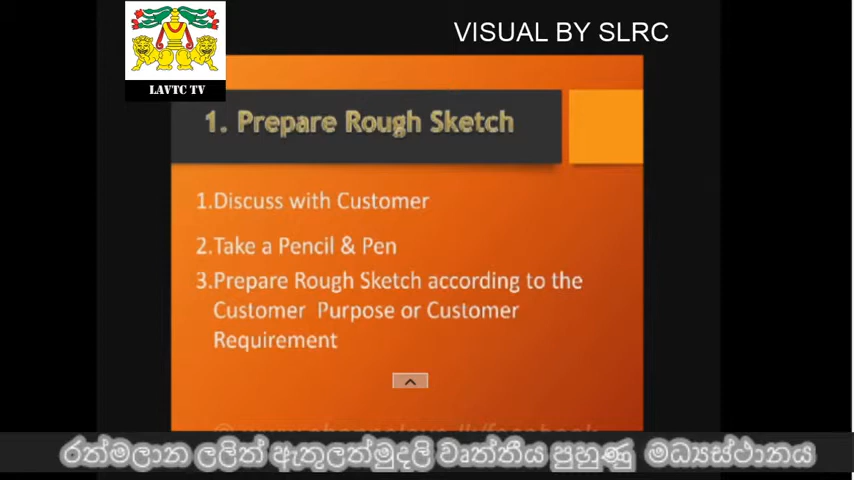 VISUAL BY SLRC
LAVTC TV
1. Prepare Rough Sketch
1.Discuss with Customer
2.Take a Pencil & Pen
3.Prepare Rough Sketch according to the
Customer Purpose or Customer
Requirement
රත්මලාන ලලිත් ඇතුලත්මුදලි වෘත්තීය පුහුණු මධ්‍යස්ථානය